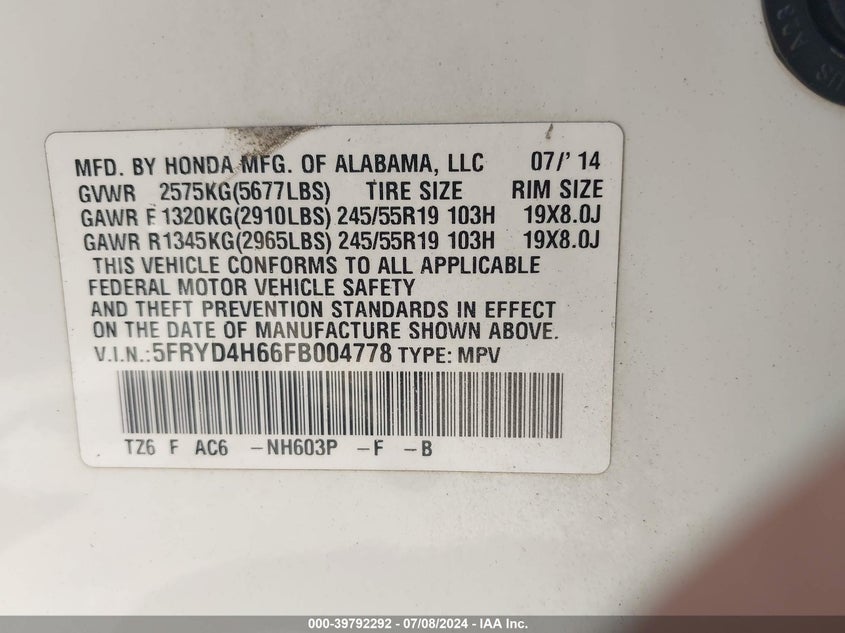 MFD. BY HONDA MFG. OF ALABAMA, LLC 07/' 14
GVWR 2575KG(5677LBS) TIRE SIZE RIM SIZE
GAWR F 1320KG(2910LBS) 245/55R19 103H 19X8.0J
GAWR R1345KG(2965LBS) 245/55R19 103H 19X8.0J
THIS VEHICLE CONFORMS TO ALL APPLICABLE
FEDERAL MOTOR VEHICLE SAFETY
AND THEFT PREVENTION STANDARDS IN EFFECT
ON THE DATE OF MANUFACTURE SHOWN ABOVE.
V.I.N.:5FRYD4H66FB004778 TYPE: MPV
TZ6 F AC6 -NH603P -F -B
000-39792292 - 07/08/2024 - IAA Inc.